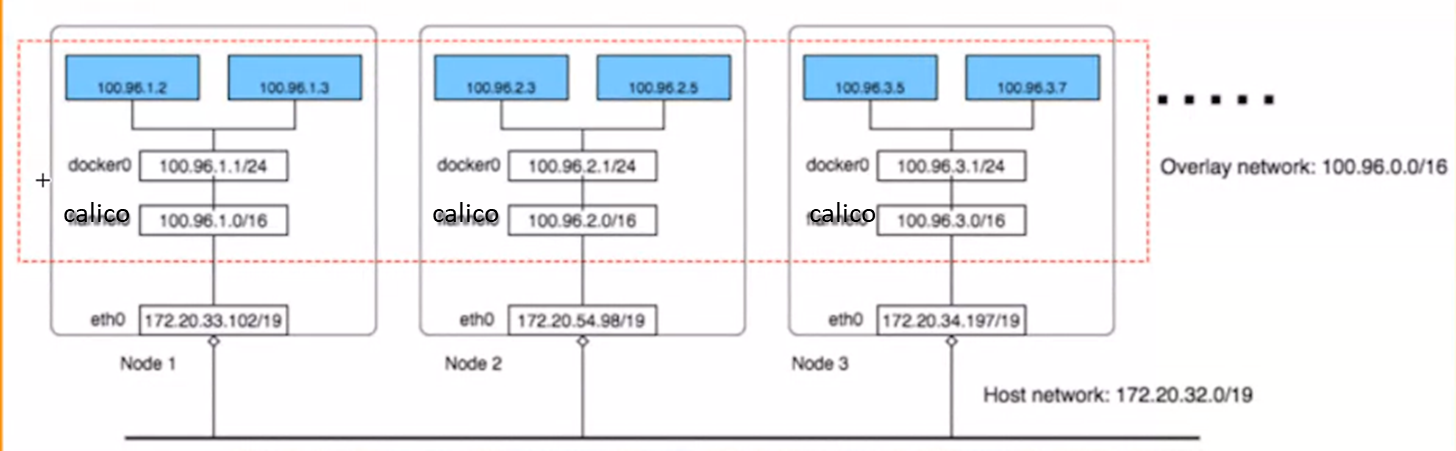 100.96.1.2 100.96.1.3 100.96.2.3 100.96.2.5 100.96.3.5 100.96.3.7
docker0 100.96.1.1/24 docker0 100.96.2.1/24 docker0 100.96.3.1/24 Overlay network: 100.96.0.0/16
calico 100.96.1.0/16 calico 100.96.2.0/16 calico 100.96.3.0/16
eth0 172.20.33.102/19 eth0 172.20.54.98/19 eth0 172.20.34.197/19
Node 1 Node 2 Node 3
Host network: 172.20.32.0/19